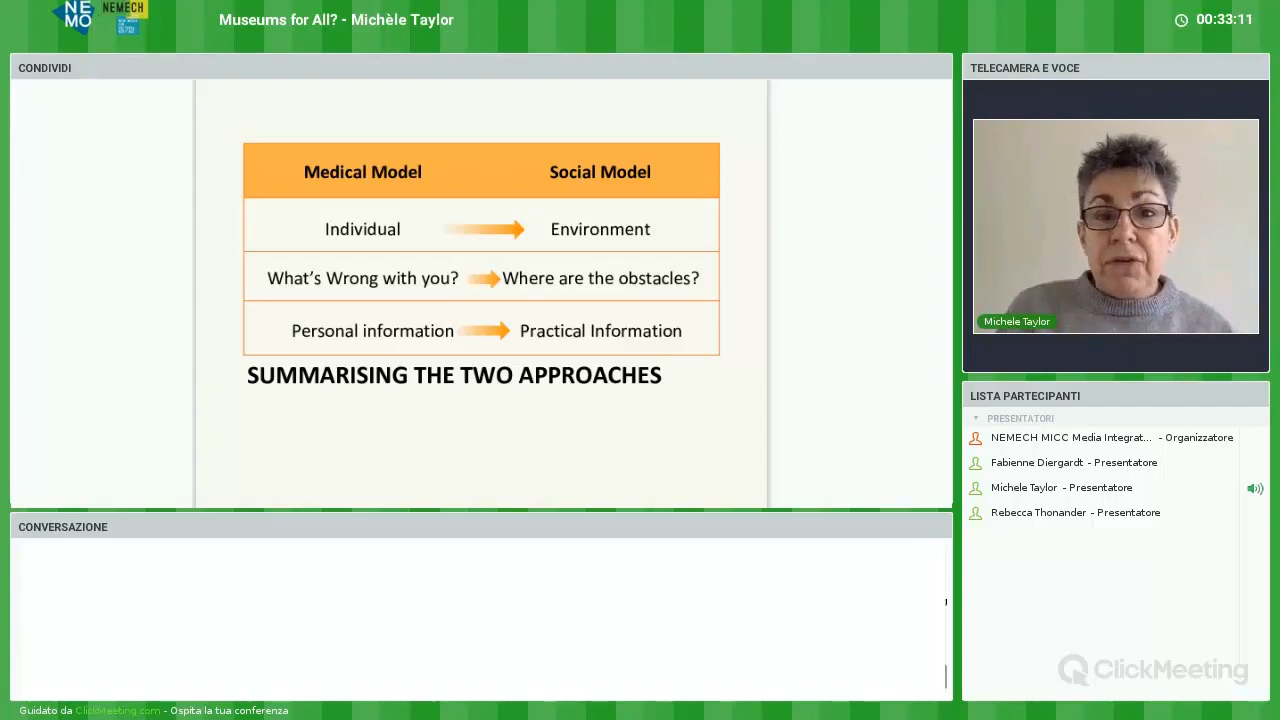 NE
MO
NEMECH
Museums for All? - Michèle Taylor
00:33:11
CONDIVIDI
Medical Model Social Model
Individual Environment
What's Wrong with you? Where are the obstacles?
Personal information Practical Information
SUMMARISING THE TWO APPROACHES
TELECAMERA E VOCE
Michele Taylor
LISTA PARTECIPANTI
PRESENTATORI
NEMECH MICC Media Integrat... - Organizzatore
Fabienne Diergardt - Presentatore
Michele Taylor - Presentatore
Rebecca Thonander - Presentatore
CONVERSAZIONE
ClickMeeting
Guidato da ClickMeeting.com - Ospita la tua conferenza